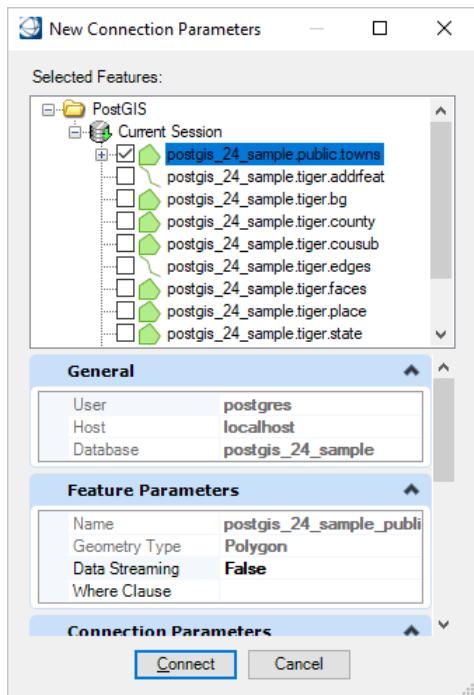 New Connection Parameters
Selected Features:
PostGIS
Current Session
postgis_24_sample.public.towns
postgis_24_sample.tiger.addrfeat
postgis_24_sample.tiger.bg
postgis_24_sample.tiger.county
postgis_24_sample.tiger.cousub
postgis_24_sample.tiger.edges
postgis_24_sample.tiger.faces
postgis_24_sample.tiger.place
postgis_24_sample.tiger.state
General
User postgres
Host localhost
Database postgis_24_sample
Feature Parameters
Name postgis_24_sample_publi
Geometry Type Polygon
Data Streaming False
Where Clause
Connection Parameters
Connect Cancel